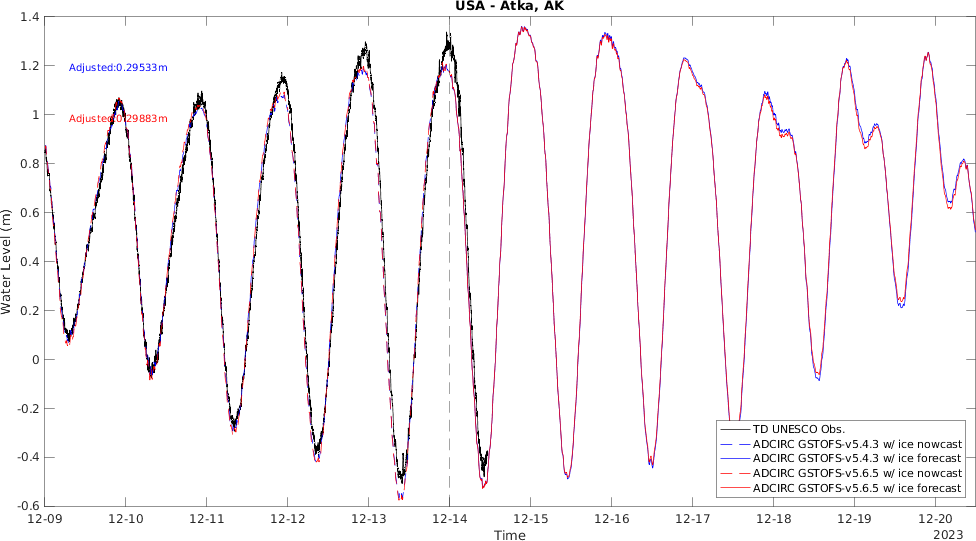 USA - Atka, AK
1.4
1.2
1
0.8
0.6
0.4
0.2
0
-0.2
-0.4
-0.6
Water Level (m)
Adjusted:0.29533m
Adjusted:0.29883m
TD UNESCO Obs.
ADCIRC GSTOFS-v5.4.3 w/ ice nowcast
ADCIRC GSTOFS-v5.4.3 w/ ice forecast
ADCIRC GSTOFS-v5.6.5 w/ ice nowcast
ADCIRC GSTOFS-v5.6.5 w/ ice forecast
12-09 12-10 12-11 12-12 12-13 12-14 12-15 12-16 12-17 12-18 12-19 12-20
Time
2023